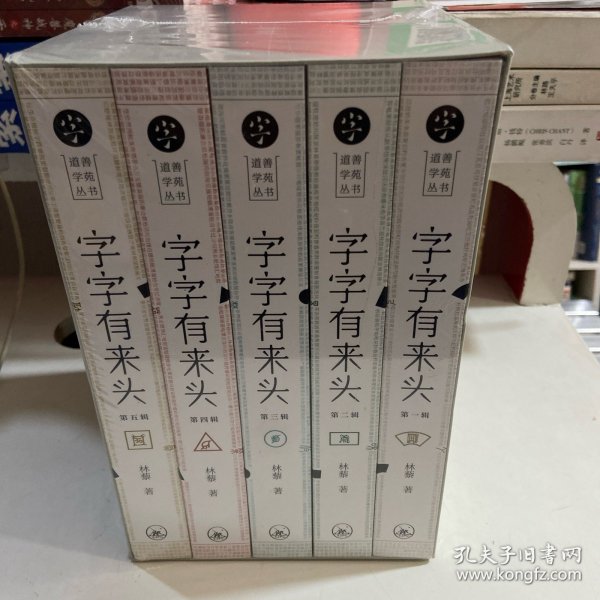 字
善苑
道学丛书
字字有来头
第五辑
林藜 著
字
善苑
道学丛书
字字有来头
第四辑
林藜 著
字
善苑
道学丛书
字字有来头
第三辑
林藜 著
字
善苑
道学丛书
字字有来头
第二辑
林藜 著
字
善苑
道学丛书
字字有来头
第一辑
林藜 著
孔夫子旧书网
www.kongfz.com